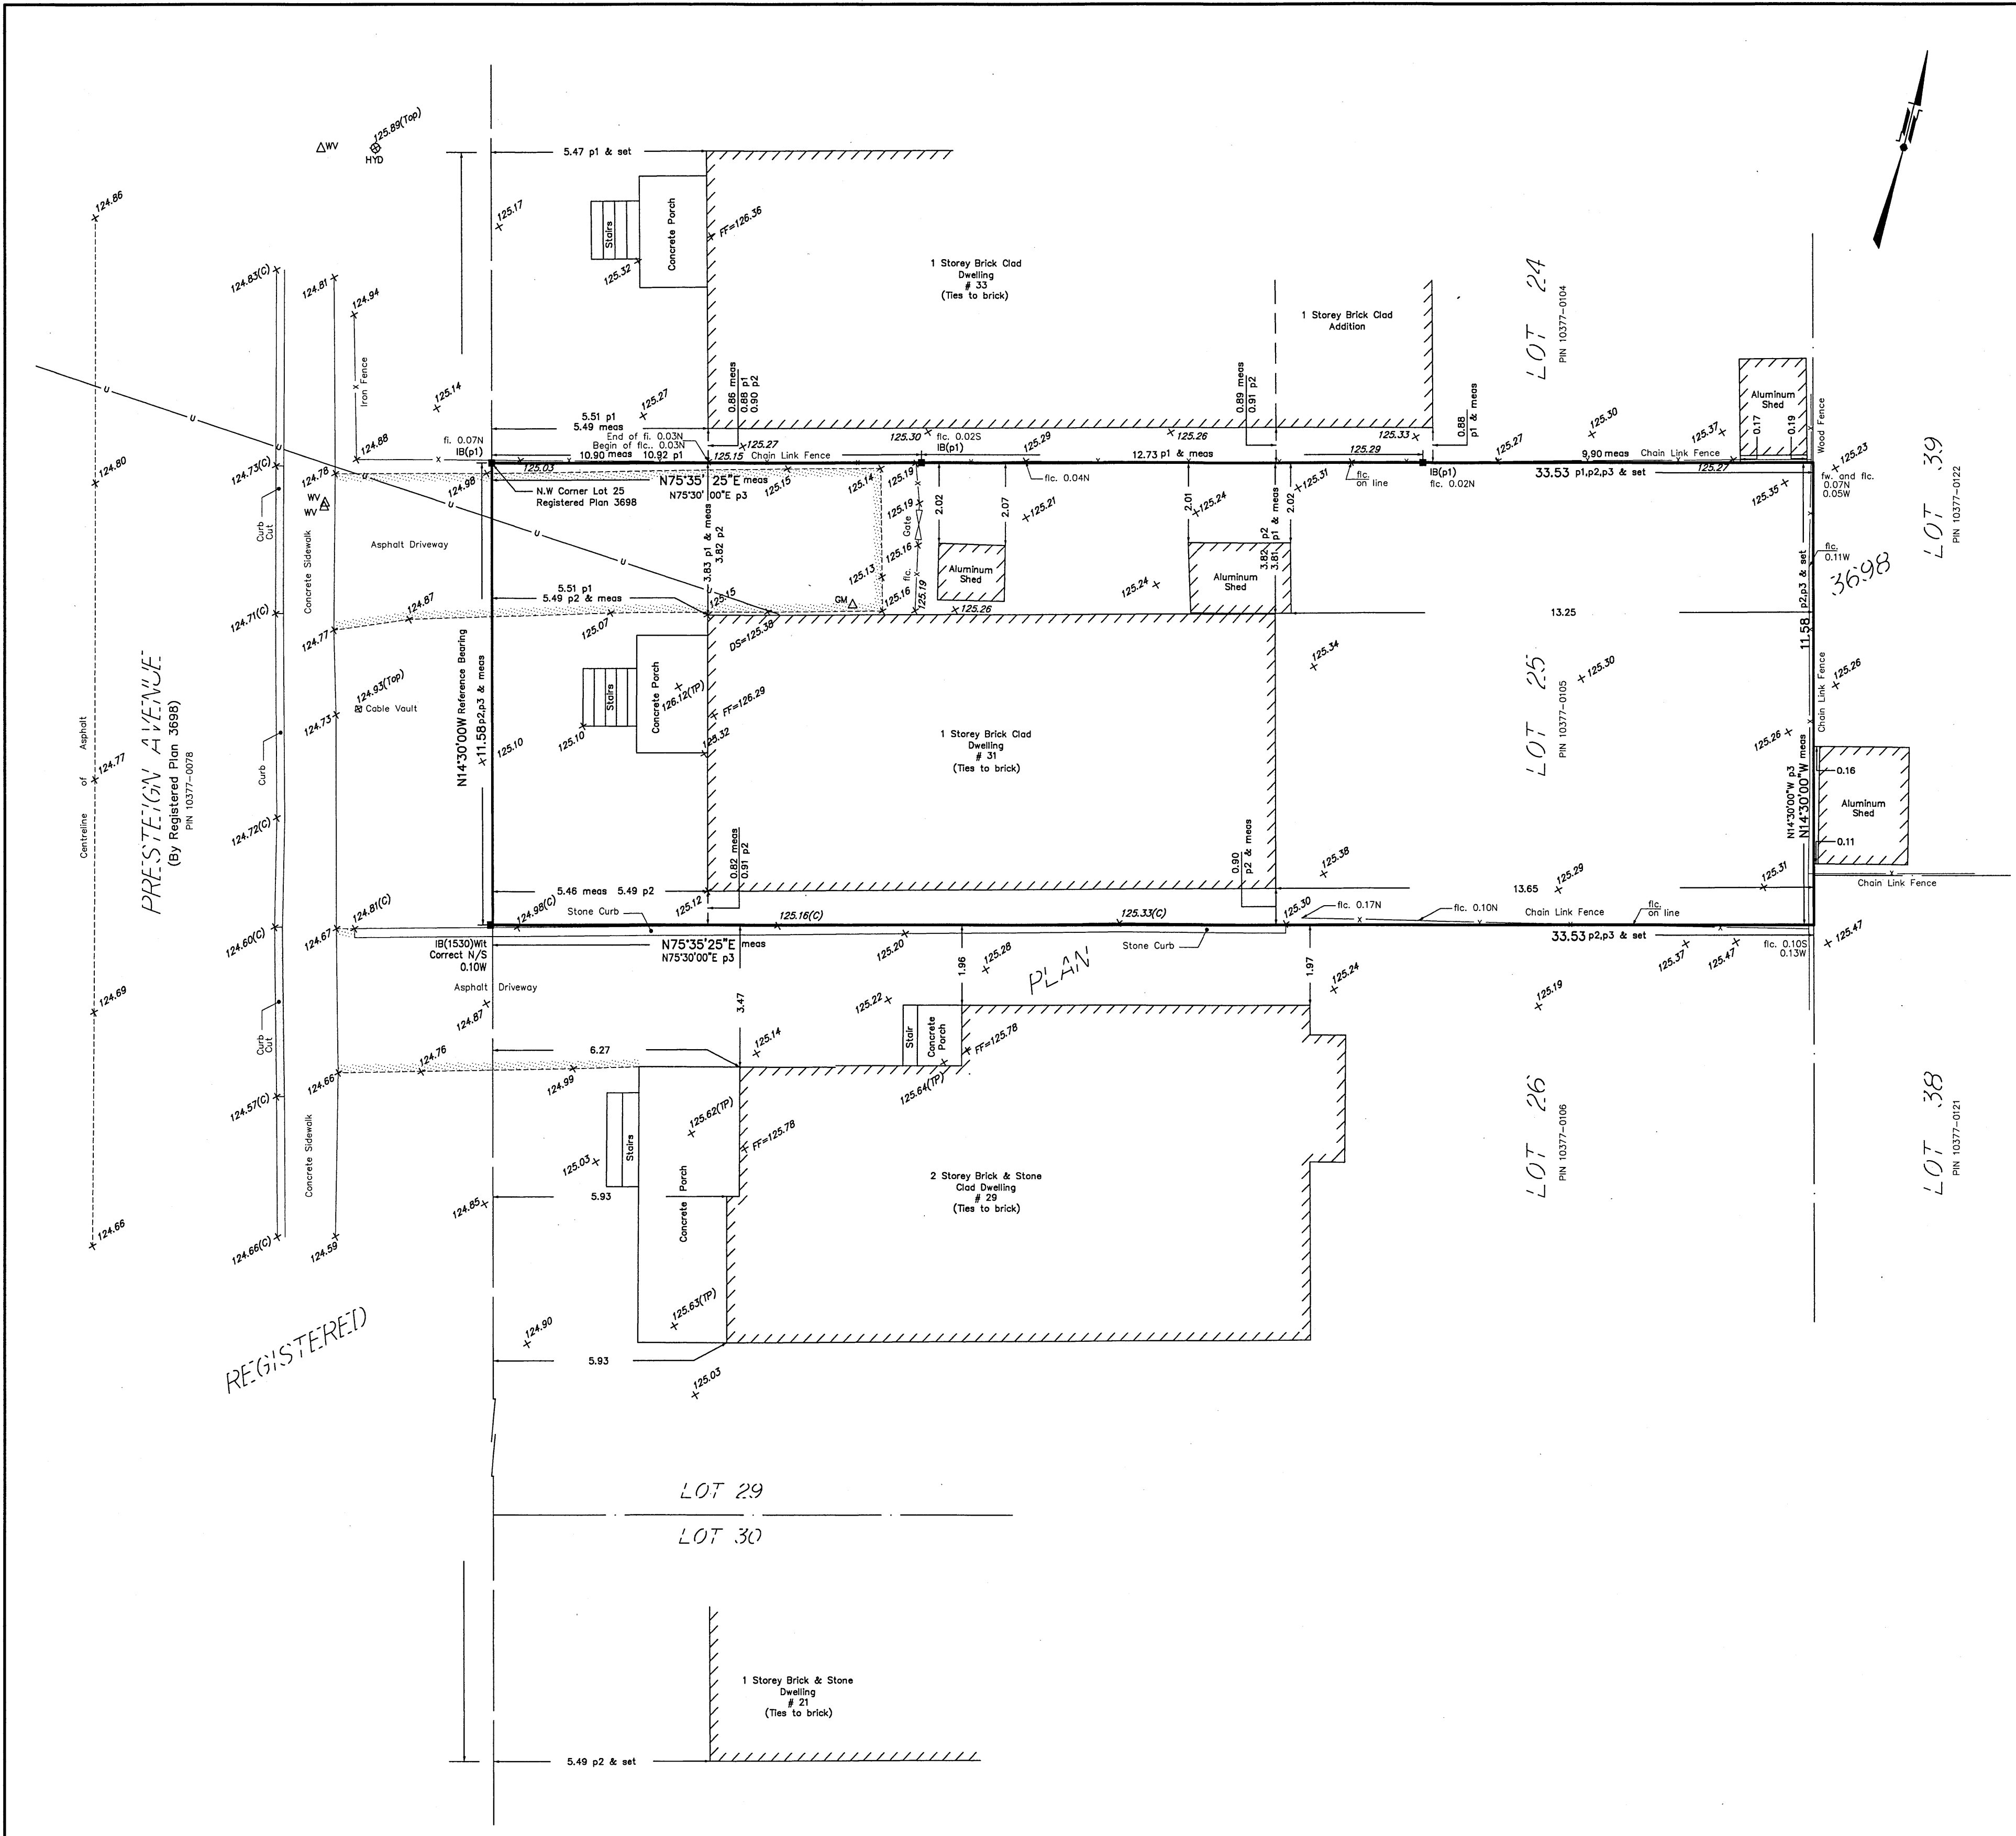 125.89(Top)
WV
HYD
5.47 p1 & set
124.86
125.17
Stairs
Concrete Porch
FF=126.36
125.32
1 Storey Brick Clad
Dwelling
# 33
(Ties to brick)
1 Storey Brick Clad
Addition
LOT 24
PIN 10377-0104
124.83(C)
124.81
124.94
Iron Fence
125.14
125.27
5.51 p1
5.49 meas
0.86 meas
0.88 p1
0.90 p2
0.89 meas
0.91 p2
0.88
p1 & meas
Aluminum
Shed
0.17
0.19
Wood Fence
125.30
125.37
125.23
fw. and flc.
0.07N
0.05W
LOT 39
PIN 10377-0122
124.88
fi. 0.07N
IB(p1)
End of fi. 0.03N
Begin of flc.. 0.03N
125.27
10.90 meas 10.92 p1
125.15
Chain Link Fence
125.30
flc. 0.02S
IB(p1)
125.29
125.26
12.73 p1 & meas
125.33
125.29
125.27
IB(p1)
flc. 0.02N
9.90 meas
Chain Link Fence
33.53 p1,p2,p3 & set
125.27
125.35
124.80
124.73(C)
124.78
124.98
125.03
N.W Corner Lot 25
Registered Plan 3698
N75°35'25"E meas
N75°30'00"E p3
125.15
125.14
125.19
flc. 0.04N
flc.
on line
125.31
WV
WV
Curb
Cut
Concrete Sidewalk
Asphalt Driveway
3.83 p1 & meas
3.82 p2
125.19
Gate
125.16
125.13
flc.
125.16
125.19
2.02
2.07
125.21
2.01
125.24
3.82 p2
3.81 p1 & meas
2.02
Aluminum
Shed
Aluminum
Shed
125.24
125.26
11.58 p2,p3 & set
flc.
0.11W
3698
5.51 p1
5.49 p2 & meas
GM
125.15
DS=125.38
124.87
125.07
124.71(C)
124.77
13.25
N14°30'00"W Reference Bearing
11.58 p2,p3 & meas
PRESTEIGN AVENUE
(By Registered Plan 3698)
PIN 10377-0078
Centreline of Asphalt
124.77
Curb
124.73
124.93(Top)
Cable Vault
125.10
125.10
Stairs
Concrete Porch
126.12(TP)
FF=126.29
125.32
1 Storey Brick Clad
Dwelling
# 31
(Ties to brick)
125.34
125.30
LOT 25
PIN 10377-0105
125.26
Chain Link Fence
125.26
N14°30'00"W p3
N14°30'00"W meas
0.16
Aluminum
Shed
0.11
124.72(C)
0.82 meas
0.91 p2
0.90
p2 & meas
125.38
125.29
125.31
Chain Link Fence
5.46 meas 5.49 p2
13.65
124.60(C)
124.67
124.81(C)
124.98(C)
Stone Curb
125.12
125.16(C)
125.33(C)
125.30
flc. 0.17N
flc. 0.10N
Chain Link Fence
flc.
on line
IB(1530)Wit
Correct N/S
0.10W
N75°35'25"E meas
N75°30'00"E p3
125.20
Stone Curb
33.53 p2,p3 & set
125.37
125.47
flc. 0.10S
0.13W
125.47
124.69
Asphalt Driveway
124.87
3.47
125.22
125.28
1.96
PLAN
1.97
125.24
125.19
Curb
Cut
6.27
125.14
Stair
Concrete
Porch
FF=125.78
124.76
124.99
124.66
125.64(TP)
124.57(C)
Concrete Sidewalk
Stairs
125.62(TP)
FF=125.78
125.03
Concrete Porch
2 Storey Brick & Stone
Clad Dwelling
# 29
(Ties to brick)
LOT 26
PIN 10377-0106
LOT 38
PIN 10377-0121
124.85
5.93
124.66
124.66(C)
124.59
REGISTERED
124.90
125.63(TP)
5.93
125.03
LOT 29
LOT 30
1 Storey Brick & Stone
Dwelling
# 21
(Ties to brick)
5.49 p2 & set